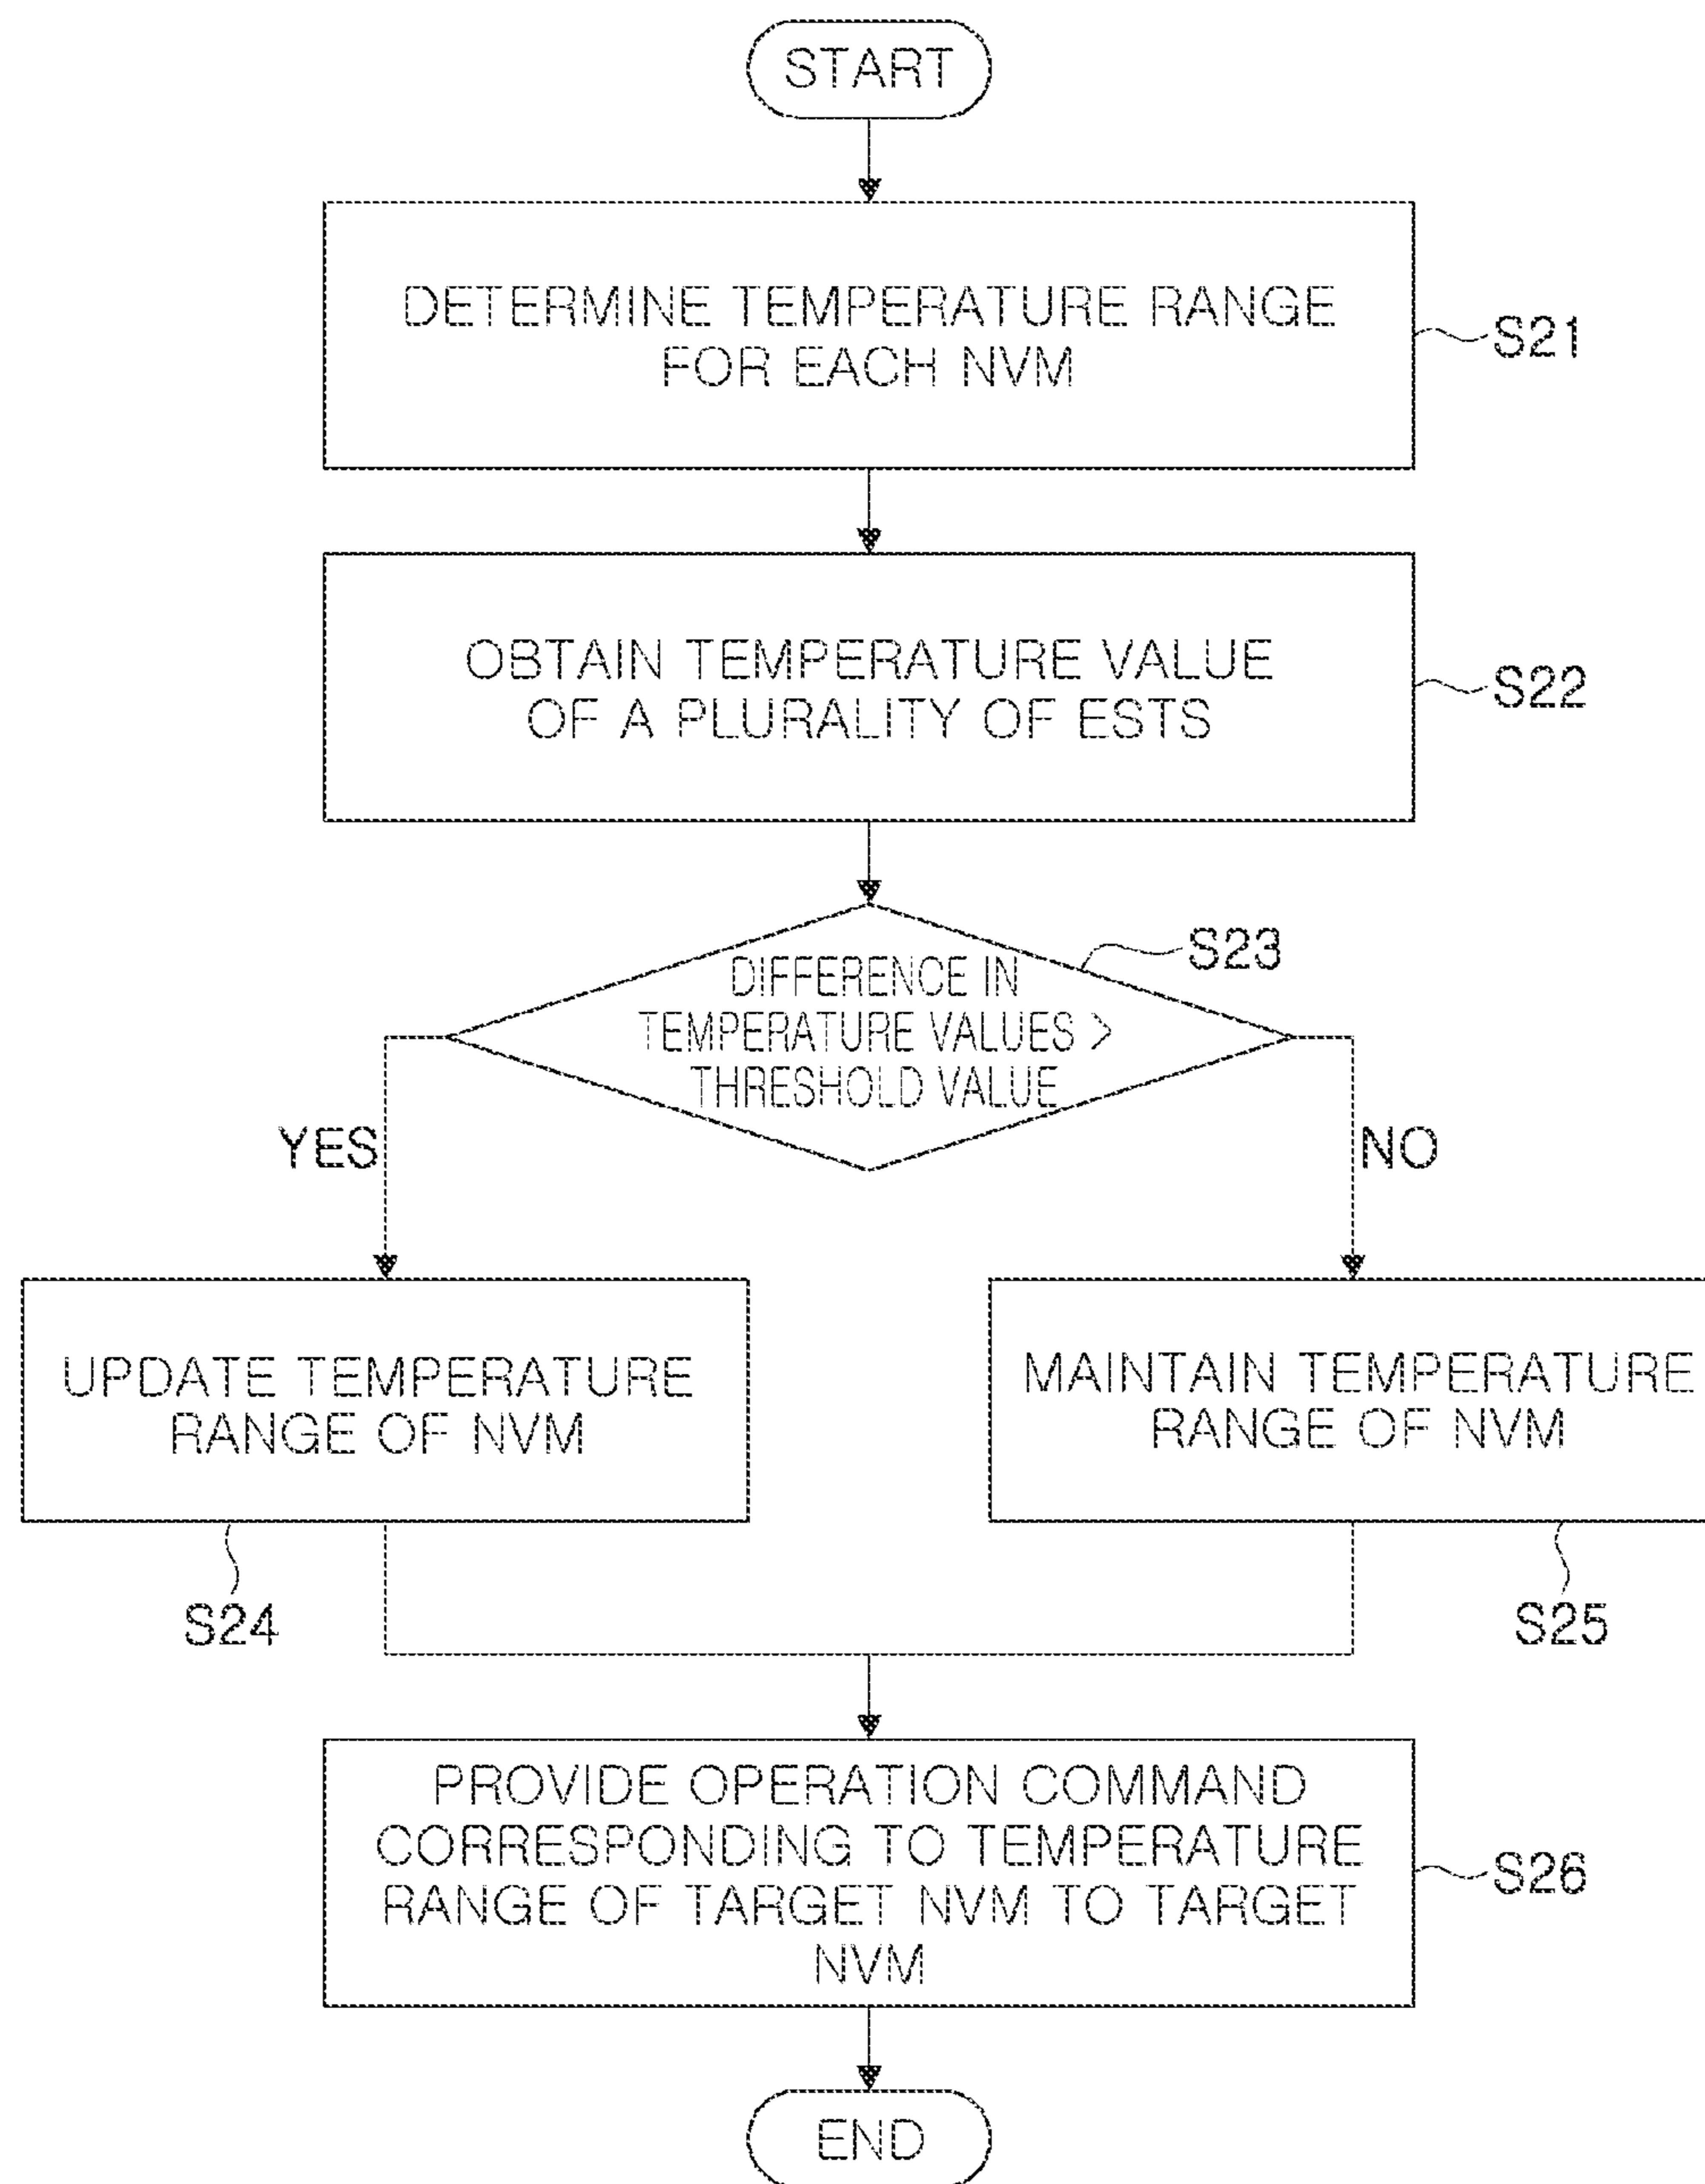 START
DETERMINE TEMPERATURE RANGE
FOR EACH NVM
S21
OBTAIN TEMPERATURE VALUE
OF A PLURALITY OF ESTS
S22
S23
DIFFERENCE IN
TEMPERATURE VALUES >
THRESHOLD VALUE
YES
NO
UPDATE TEMPERATURE
RANGE OF NVM
S24
MAINTAIN TEMPERATURE
RANGE OF NVM
S25
PROVIDE OPERATION COMMAND
CORRESPONDING TO TEMPERATURE
RANGE OF TARGET NVM TO TARGET
NVM
S26
END